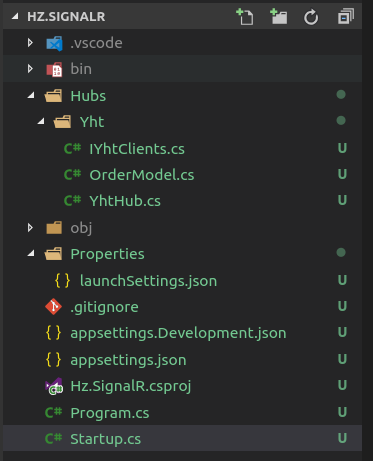 HZ.SIGNALR
.vscode
bin
Hubs
Yht
C# IYhtClients.cs U
C# OrderModel.cs U
C# YhtHub.cs U
obj
Properties
{ } launchSettings.json U
.gitignore U
{ } appsettings.Development.json U
{ } appsettings.json U
Hz.SignalR.csproj U
C# Program.cs U
C# Startup.cs U